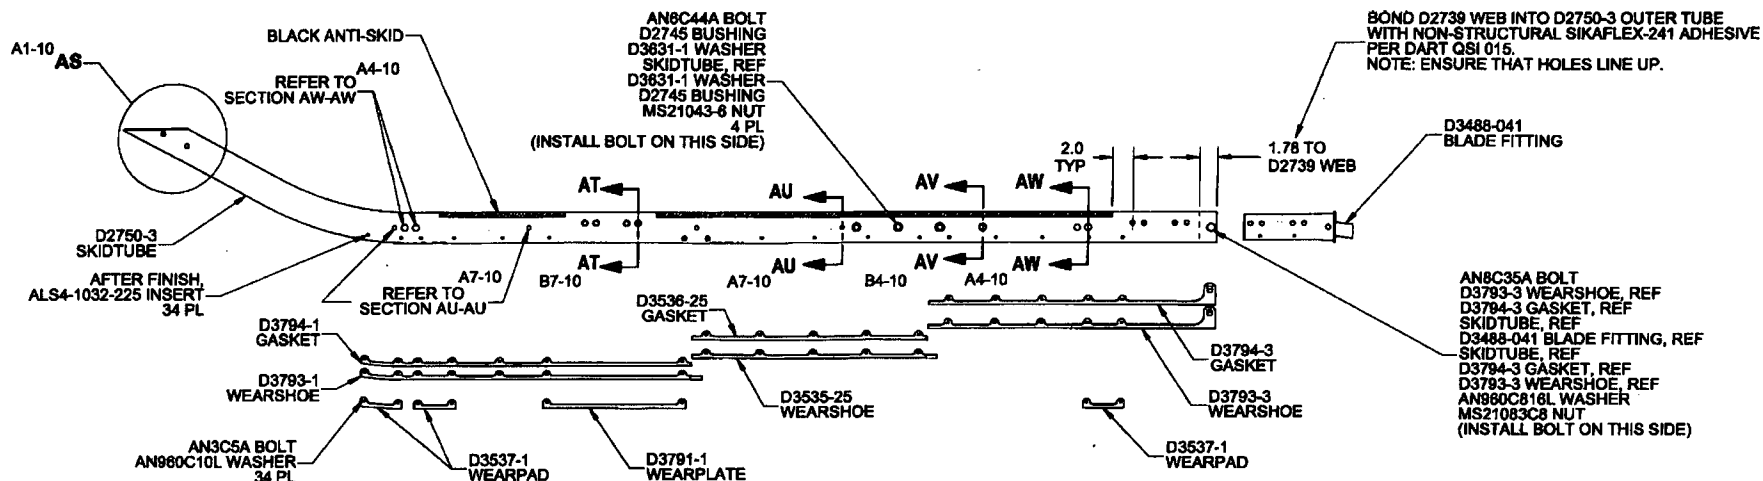 A1-10
AS
BLACK ANTI-SKID
A4-10
REFER TO
SECTION AW-AW
AN6C44A BOLT
D2745 BUSHING
D3631-1 WASHER
SKIDTUBE, REF
D3631-1 WASHER
D2745 BUSHING
MS21043-6 NUT
4 PL
(INSTALL BOLT ON THIS SIDE)
BOND D2739 WEB INTO D2750-3 OUTER TUBE
WITH NON-STRUCTURAL SIKAFLEX-241 ADHESIVE
PER DART QSI 015.
NOTE: ENSURE THAT HOLES LINE UP.
2.0
TYP
1.76 TO
D2739 WEB
D3488-041
BLADE FITTING
AT
AU
AV
AW
D2750-3
SKIDTUBE
AFTER FINISH,
ALS4-1032-225 INSERT
34 PL
REFER TO
SECTION AU-AU
A7-10
B7-10
AT
A7-10
AU
B4-10
AV
A4-10
AW
D3794-1
GASKET
D3793-1
WEARSHOE
AN3C5A BOLT
AN960C10L WASHER
34 PL
D3537-1
WEARPAD
D3791-1
WEARPLATE
D3536-25
GASKET
D3535-25
WEARSHOE
D3794-3
GASKET
D3793-3
WEARSHOE
D3537-1
WEARPAD
AN8C35A BOLT
D3793-3 WEARSHOE, REF
D3794-3 GASKET, REF
SKIDTUBE, REF
D3488-041 BLADE FITTING, REF
SKIDTUBE, REF
D3794-3 GASKET, REF
D3793-3 WEARSHOE, REF
AN960C816L WASHER
MS21083C8 NUT
(INSTALL BOLT ON THIS SIDE)